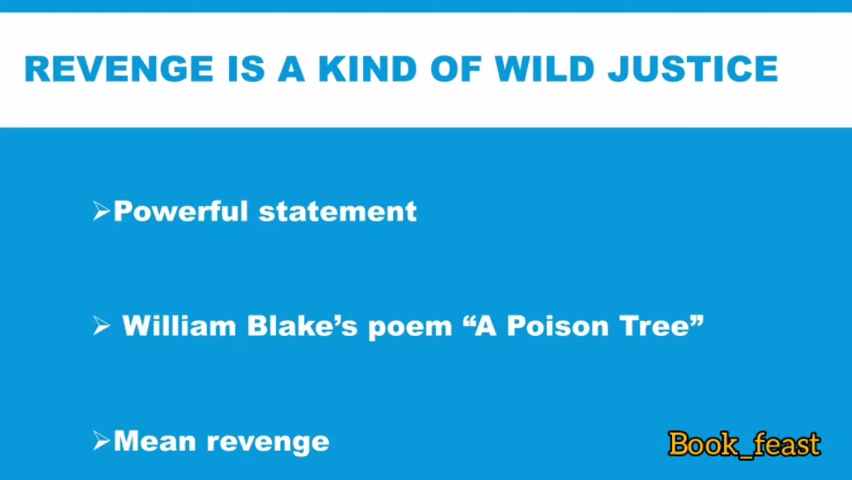 REVENGE IS A KIND OF WILD JUSTICE
➢Powerful statement
➢ William Blake’s poem “A Poison Tree”
➢Mean revenge
Book_feast